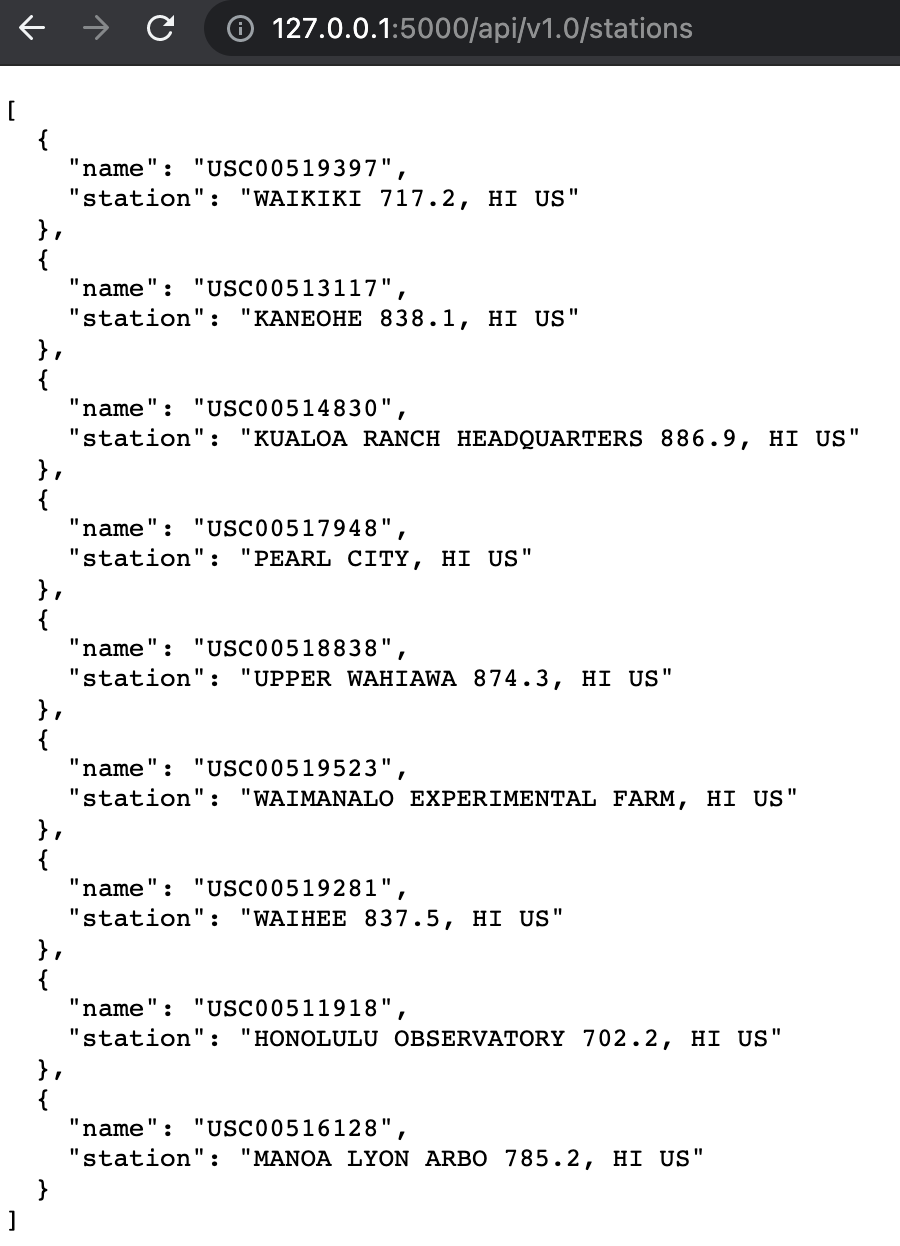 127.0.0.1:5000/api/v1.0/stations
[
  {
    "name": "USC00519397",
    "station": "WAIKIKI 717.2, HI US"
  },
  {
    "name": "USC00513117",
    "station": "KANEOHE 838.1, HI US"
  },
  {
    "name": "USC00514830",
    "station": "KUALOA RANCH HEADQUARTERS 886.9, HI US"
  },
  {
    "name": "USC00517948",
    "station": "PEARL CITY, HI US"
  },
  {
    "name": "USC00518838",
    "station": "UPPER WAHIAWA 874.3, HI US"
  },
  {
    "name": "USC00519523",
    "station": "WAIMANALO EXPERIMENTAL FARM, HI US"
  },
  {
    "name": "USC00519281",
    "station": "WAIHEE 837.5, HI US"
  },
  {
    "name": "USC00511918",
    "station": "HONOLULU OBSERVATORY 702.2, HI US"
  },
  {
    "name": "USC00516128",
    "station": "MANOA LYON ARBO 785.2, HI US"
  }
]